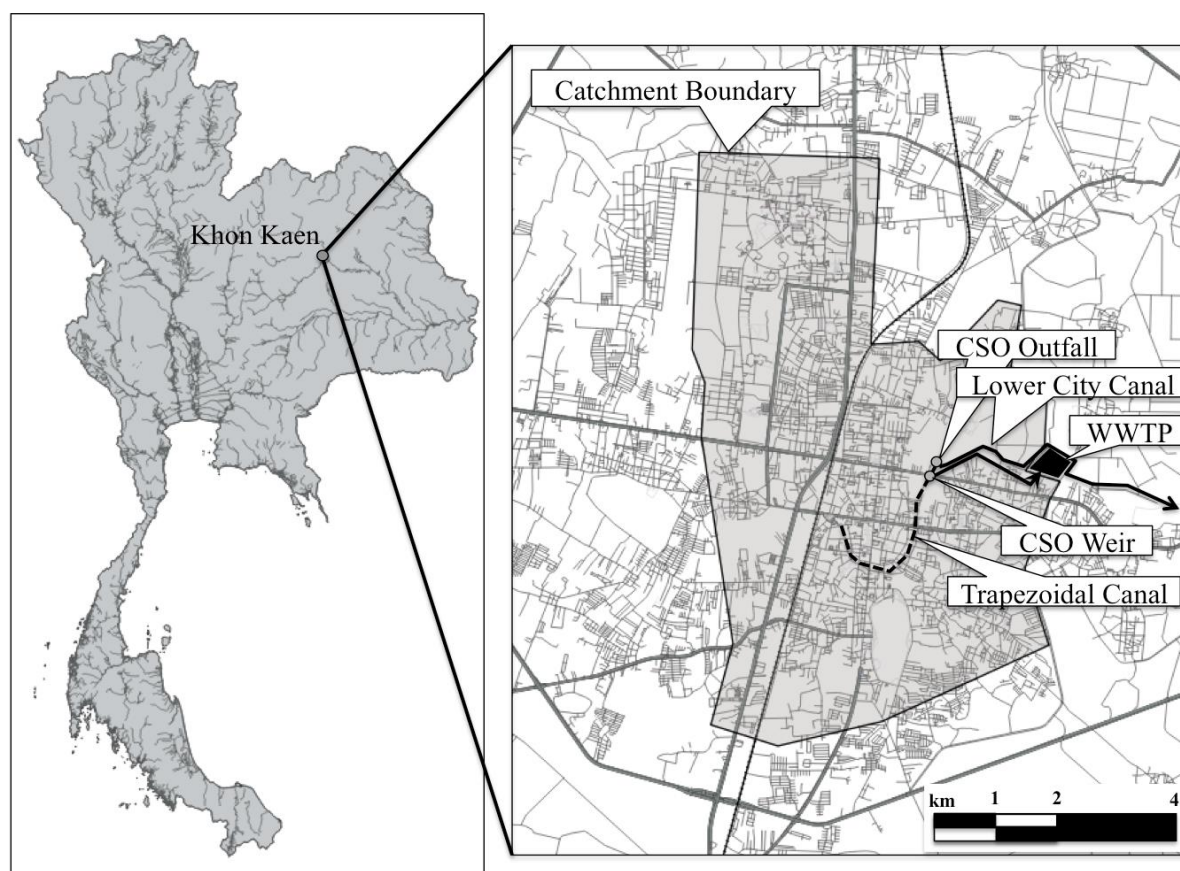 Khon Kaen
Catchment Boundary
CSO Outfall
Lower City Canal
WWTP
CSO Weir
Trapezoidal Canal
km 1 2 4